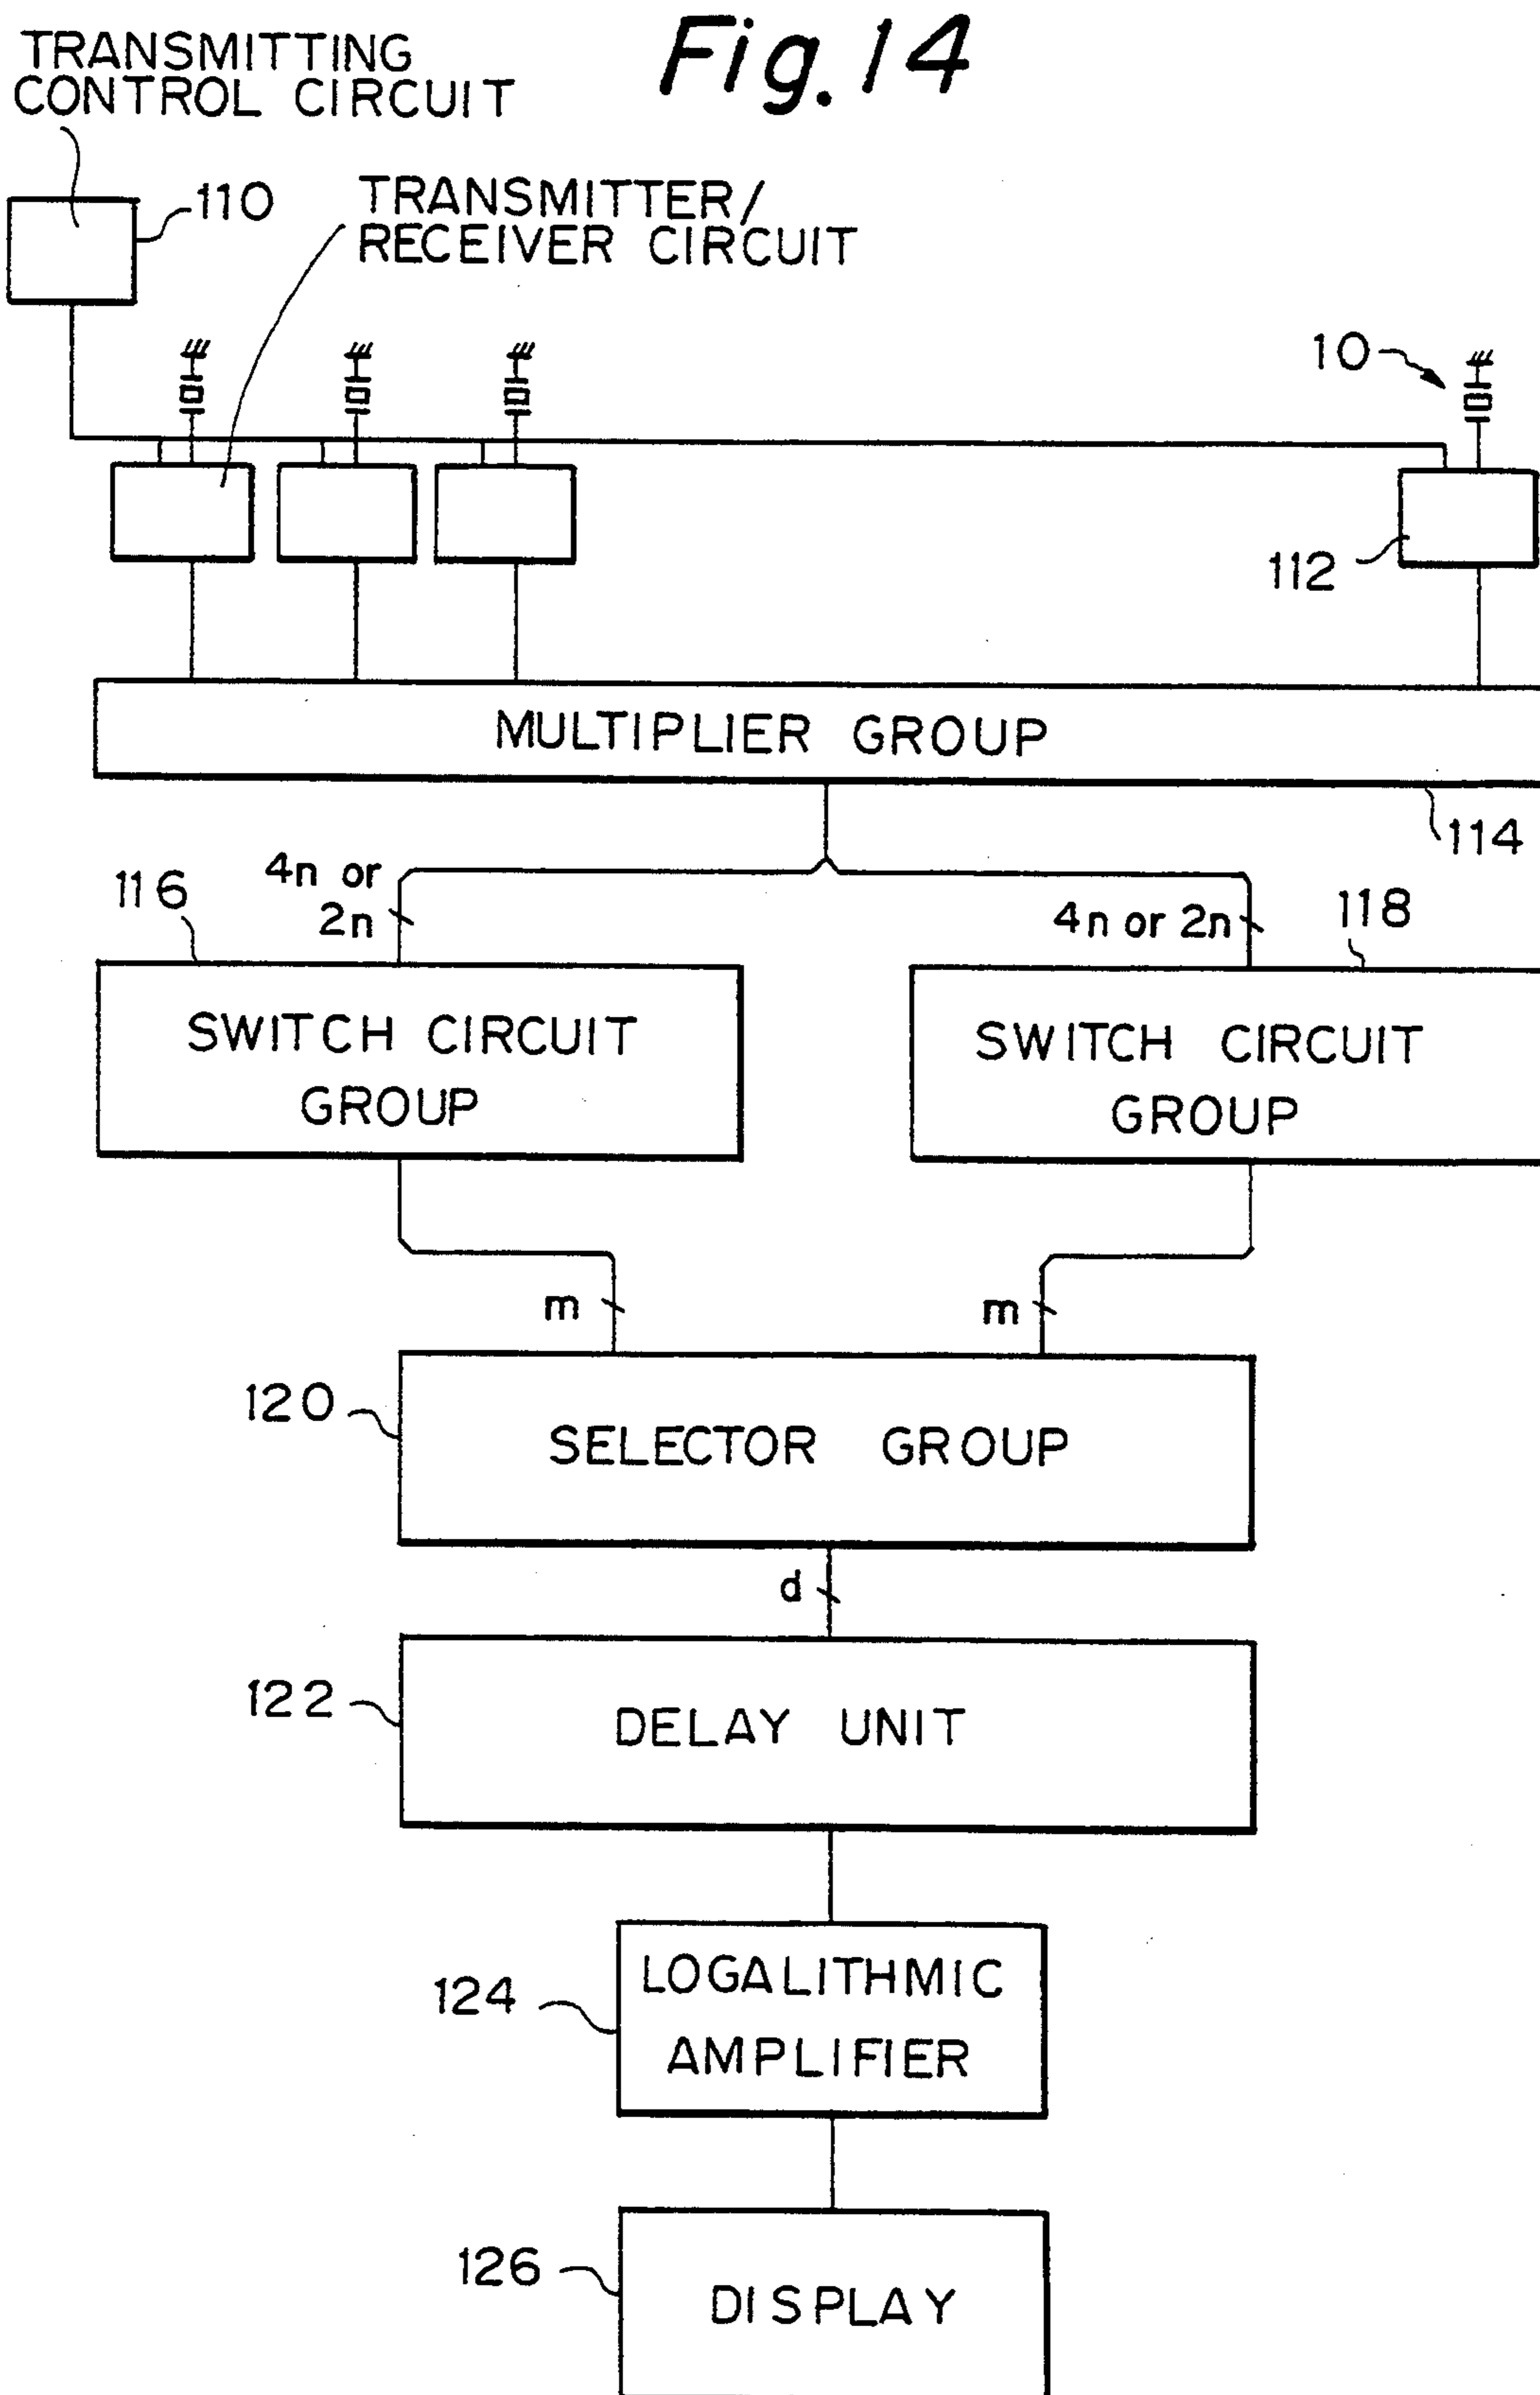 Fig.14
TRANSMITTING
CONTROL CIRCUIT
110
TRANSMITTER/
RECEIVER CIRCUIT
10
112
MULTIPLIER GROUP
114
116
4n or
2n
4n or 2n
118
SWITCH CIRCUIT
GROUP
SWITCH CIRCUIT
GROUP
m
m
120
SELECTOR GROUP
d
122
DELAY UNIT
124
LOGALITHMIC
AMPLIFIER
126
DISPLAY